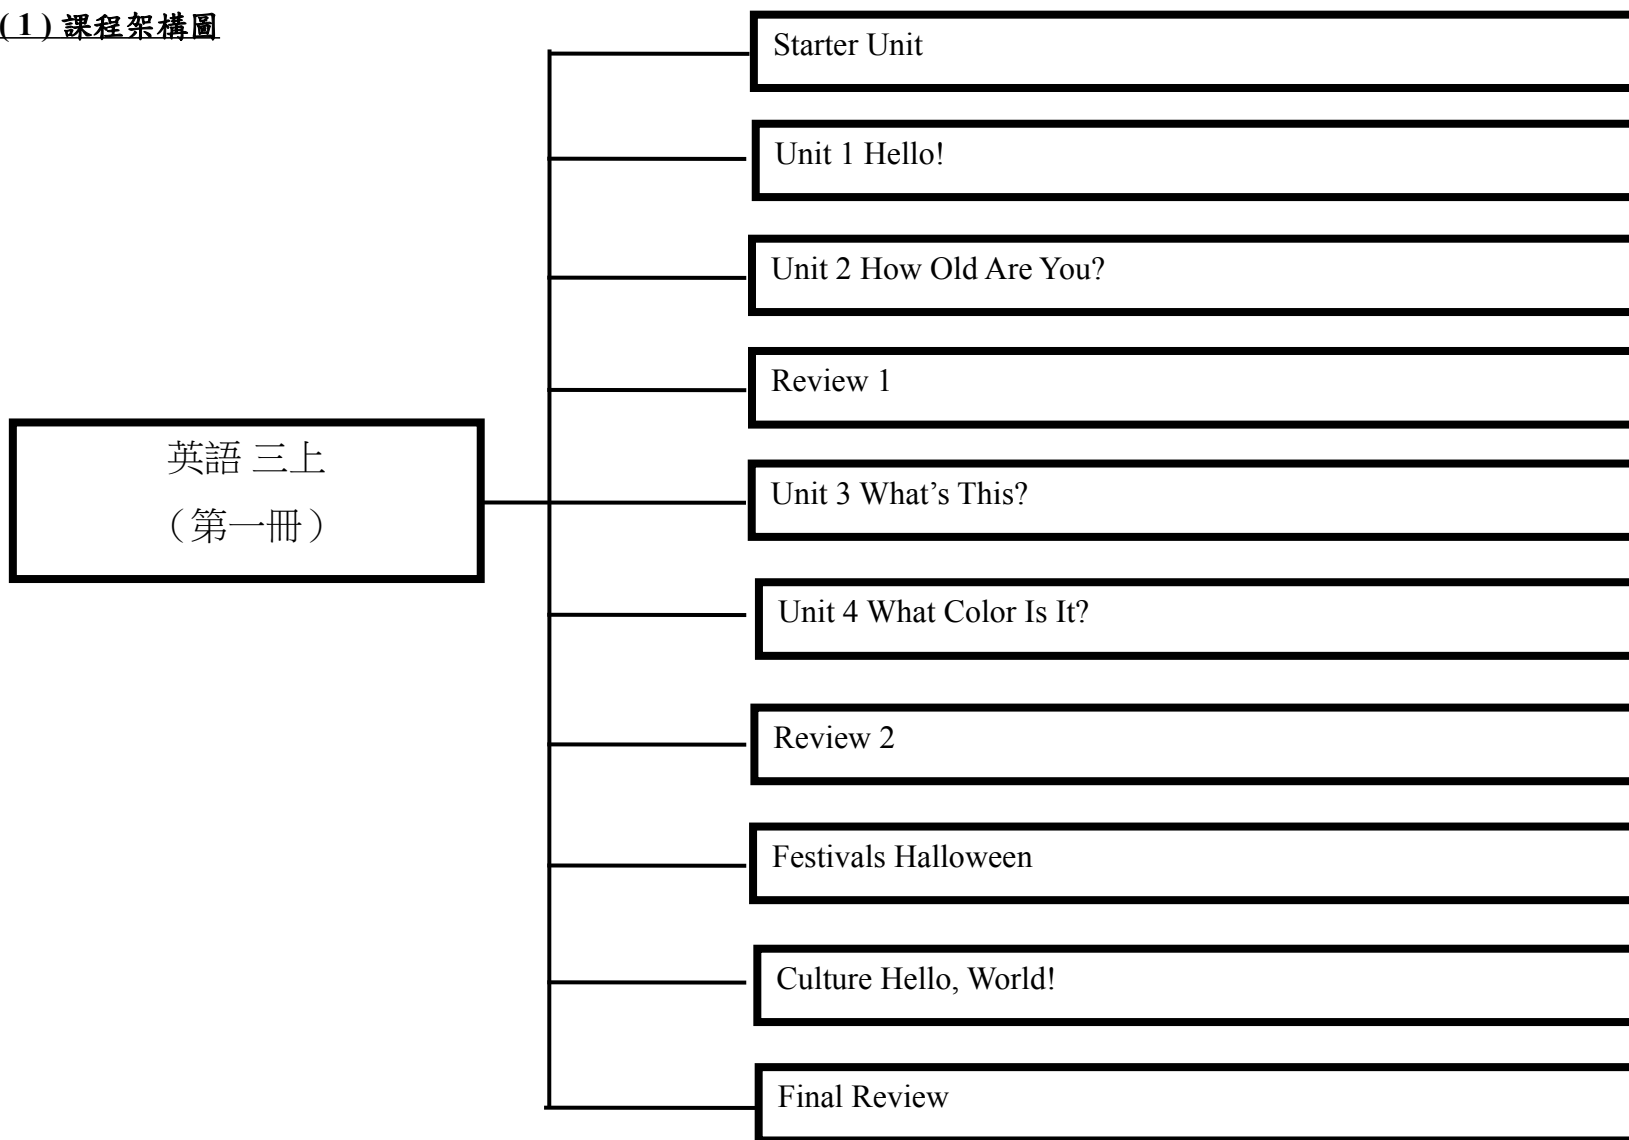 (1) 課程架構圖
Starter Unit
Unit 1 Hello!
Unit 2 How Old Are You?
Review 1
英語 三上
（第一冊）
Unit 3 What’s This?
Unit 4 What Color Is It?
Review 2
Festivals Halloween
Culture Hello, World!
Final Review